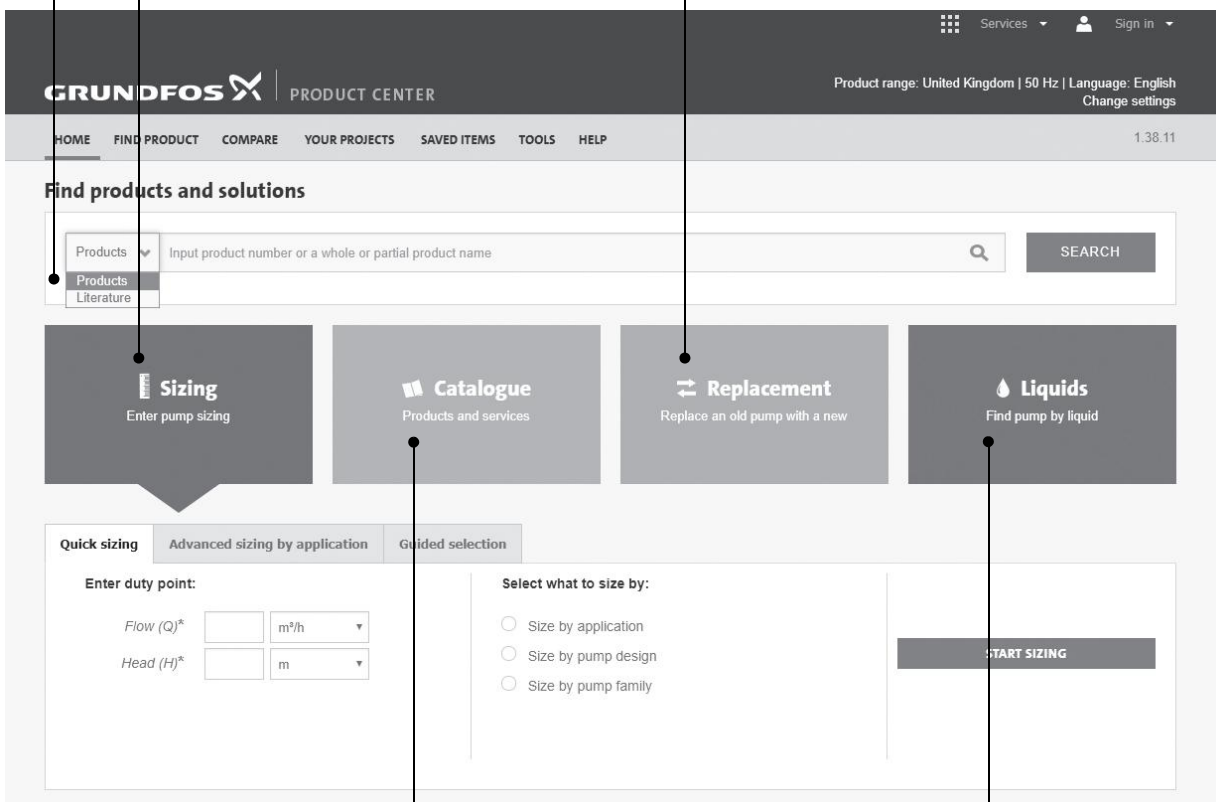 Services Sign in
GRUNDFOS PRODUCT CENTER
Product range: United Kingdom | 50 Hz | Language: English
Change settings
HOME FIND PRODUCT COMPARE YOUR PROJECTS SAVED ITEMS TOOLS HELP 1.38.11
Find products and solutions
Products Input product number or a whole or partial product name SEARCH
Products
Literature
Sizing
Enter pump sizing
Catalogue
Products and services
Replacement
Replace an old pump with a new
Liquids
Find pump by liquid
Quick sizing Advanced sizing by application Guided selection
Enter duty point:
Flow (Q)* m³/h
Head (H)* m
Select what to size by:
Size by application
Size by pump design
Size by pump family
START SIZING